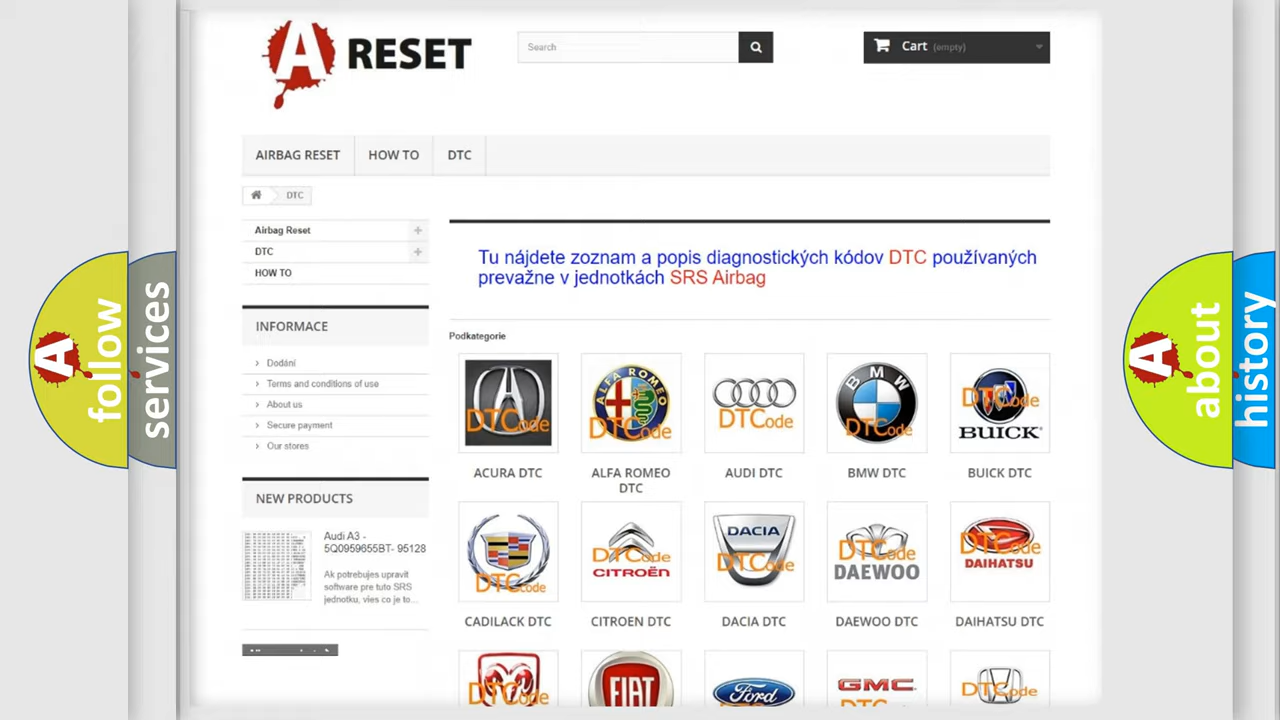 A RESET
Search
Cart (empty)
AIRBAG RESET
HOW TO
DTC
DTC
Airbag Reset
DTC
HOW TO
INFORMACE
Dodání
Terms and conditions of use
About us
Secure payment
Our stores
NEW PRODUCTS
Audi A3 -
5Q0959655BT- 95128
Ak potrebujes upravit
software pre tuto SRS
jednotku, vies co je to...
Tu nájdete zoznam a popis diagnostických kódov DTC používaných
prevažne v jednotkách SRS Airbag
Podkategorie
DTCode
ALFA ROMEO
DTCode
DTCode
BMW
DTCode
DTCode
BUICK
ACURA DTC
ALFA ROMEO
DTC
AUDI DTC
BMW DTC
BUICK DTC
DTCode
DTCode
CITROËN
DACIA
DTCode
DTCode
DAEWOO
DTCode
DAIHATSU
CADILACK DTC
CITROEN DTC
DACIA DTC
DAEWOO DTC
DAIHATSU DTC
DTCode
FIAT
Ford
GMC
DTCode
A
follow
services
A
about
history